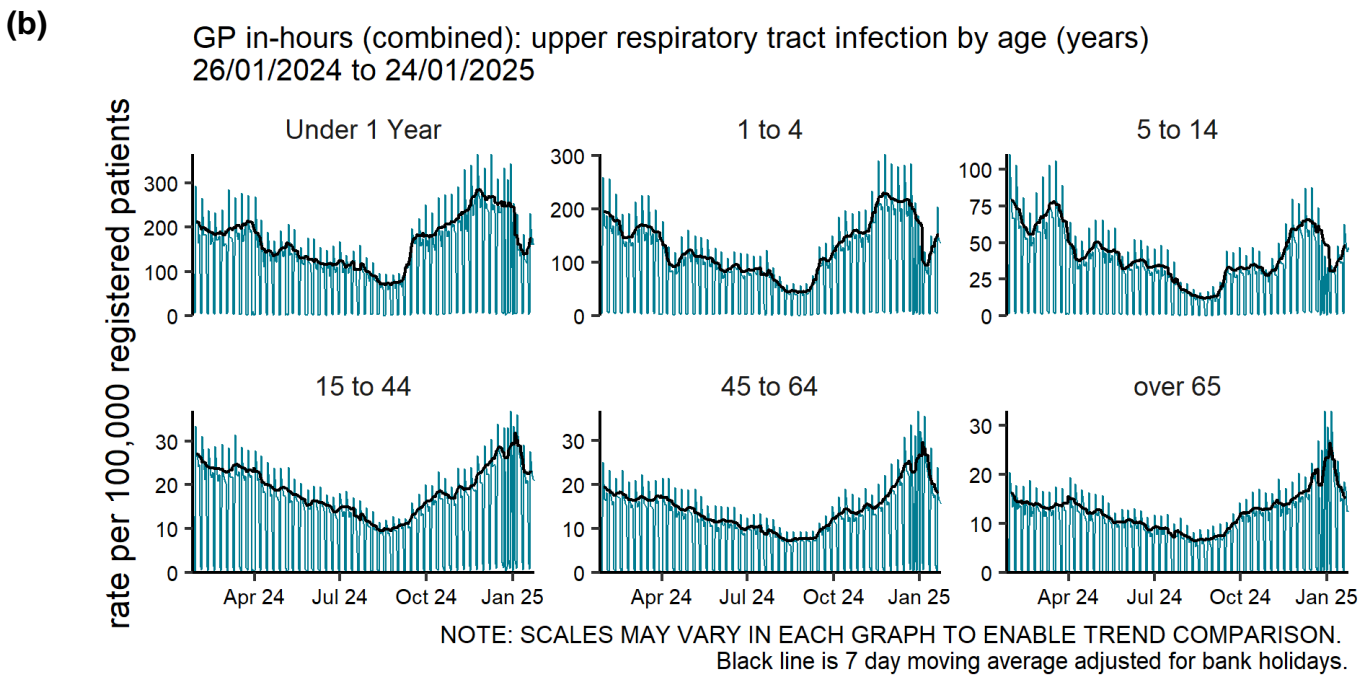 (b)
GP in-hours (combined): upper respiratory tract infection by age (years)
26/01/2024 to 24/01/2025
rate per 100,000 registered patients
Under 1 Year
300
200
100
0
1 to 4
300
200
100
0
5 to 14
100
75
50
25
0
15 to 44
30
20
10
0
Apr 24 Jul 24 Oct 24 Jan 25
45 to 64
30
20
10
0
Apr 24 Jul 24 Oct 24 Jan 25
over 65
30
20
10
0
Apr 24 Jul 24 Oct 24 Jan 25
NOTE: SCALES MAY VARY IN EACH GRAPH TO ENABLE TREND COMPARISON.
Black line is 7 day moving average adjusted for bank holidays.